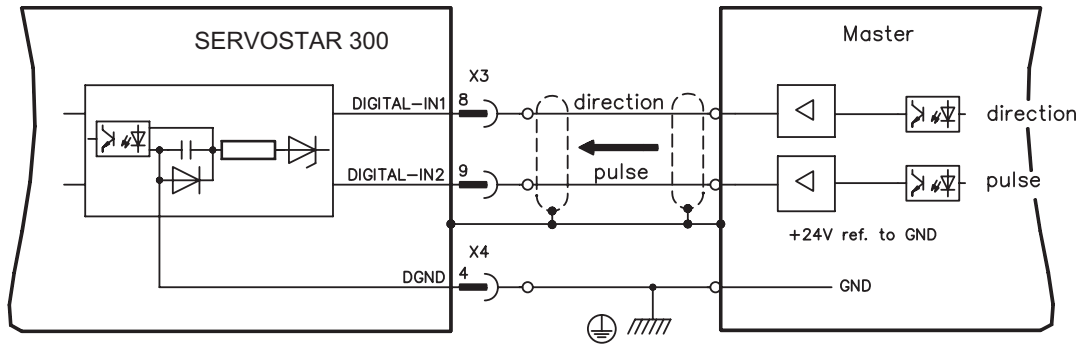 SERVOSTAR 300
Master
X3
DIGITAL-IN1
8
direction
direction
pulse
DIGITAL-IN2
9
pulse
+24V ref. to GND
X4
DGND
4
GND